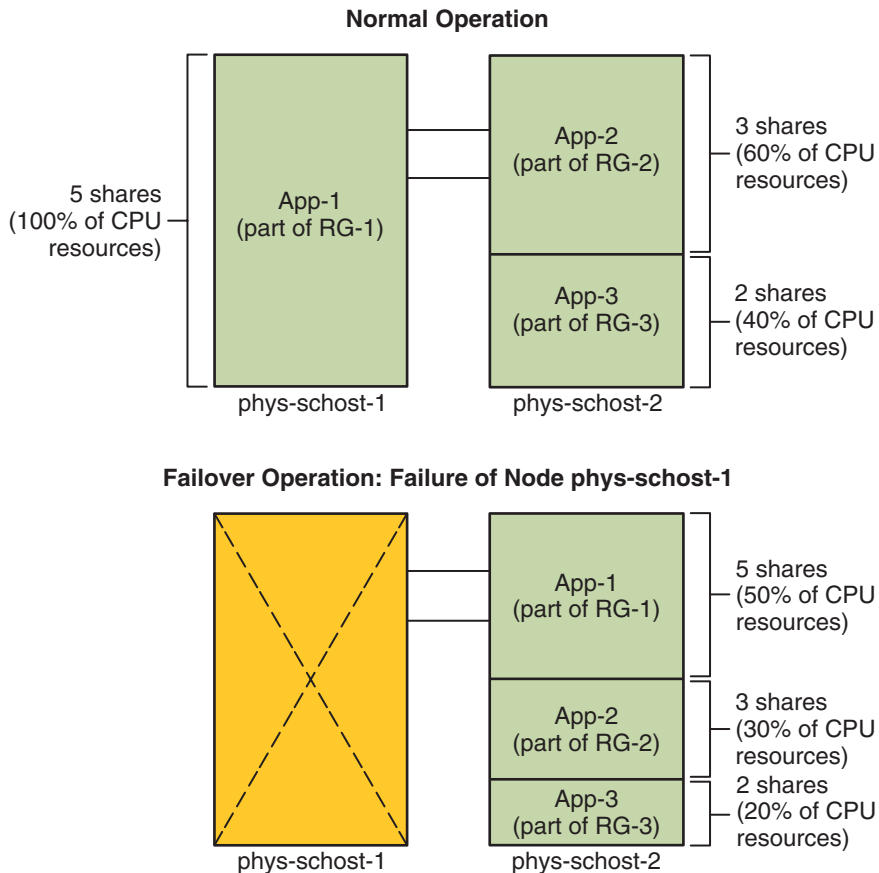 Normal Operation
5 shares
(100% of CPU
resources)
App-1
(part of RG-1)
App-2
(part of RG-2)
3 shares
(60% of CPU
resources)
App-3
(part of RG-3)
2 shares
(40% of CPU
resources)
phys-schost-1
phys-schost-2
Failover Operation: Failure of Node phys-schost-1
App-1
(part of RG-1)
5 shares
(50% of CPU
resources)
App-2
(part of RG-2)
3 shares
(30% of CPU
resources)
App-3
(part of RG-3)
2 shares
(20% of CPU
resources)
phys-schost-1
phys-schost-2